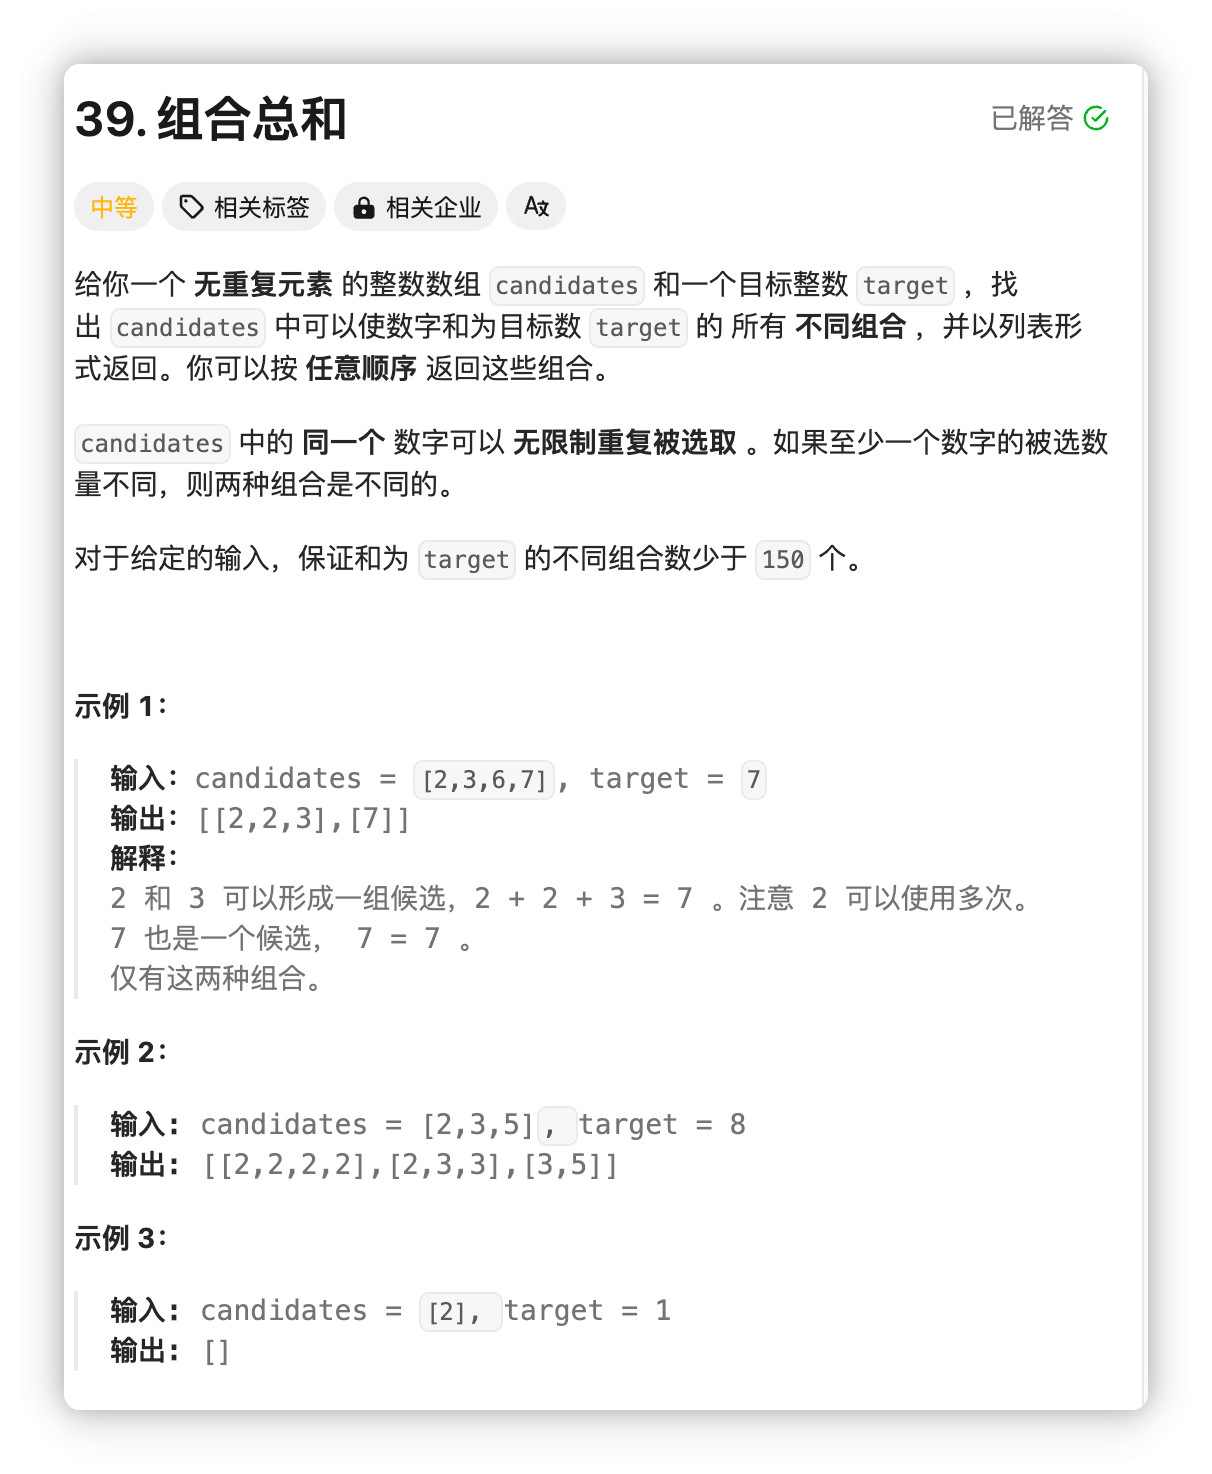 39. 组合总和
已解答
中等 相关标签 相关企业 A文
给你一个 无重复元素 的整数数组 candidates 和一个目标整数 target ，找
出 candidates 中可以使数字和为目标数 target 的 所有 不同组合 ，并以列表形
式返回。你可以按 任意顺序 返回这些组合。
candidates 中的 同一个 数字可以 无限制重复被选取 。如果至少一个数字的被选数
量不同，则两种组合是不同的。
对于给定的输入，保证和为 target 的不同组合数少于 150 个。
示例 1：
输入：candidates = [2,3,6,7], target = 7
输出：[[2,2,3],[7]]
解释：
2 和 3 可以形成一组候选，2 + 2 + 3 = 7 。注意 2 可以使用多次。
7 也是一个候选， 7 = 7 。
仅有这两种组合。
示例 2：
输入: candidates = [2,3,5], target = 8
输出: [[2,2,2,2],[2,3,3],[3,5]]
示例 3：
输入: candidates = [2], target = 1
输出: []